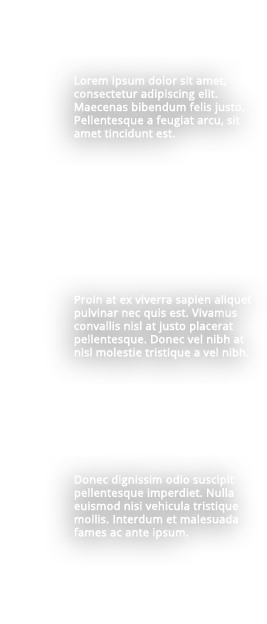 Lorem ipsum dolor sit amet,
consectetur adipiscing elit.
Maecenas bibendum felis justo.
Pellentesque a feugiat arcu, sit
amet tincidunt est.
Proin at ex viverra sapien aliquet
pulvinar nec quis est. Vivamus
convallis nisl at justo placerat
pellentesque. Donec vel nibh at
nisl molestie tristique a vel nibh.
Donec dignissim odio suscipit
pellentesque imperdiet. Nulla
euismod nisi vehicula tristique
mollis. Interdum et malesuada
fames ac ante ipsum.